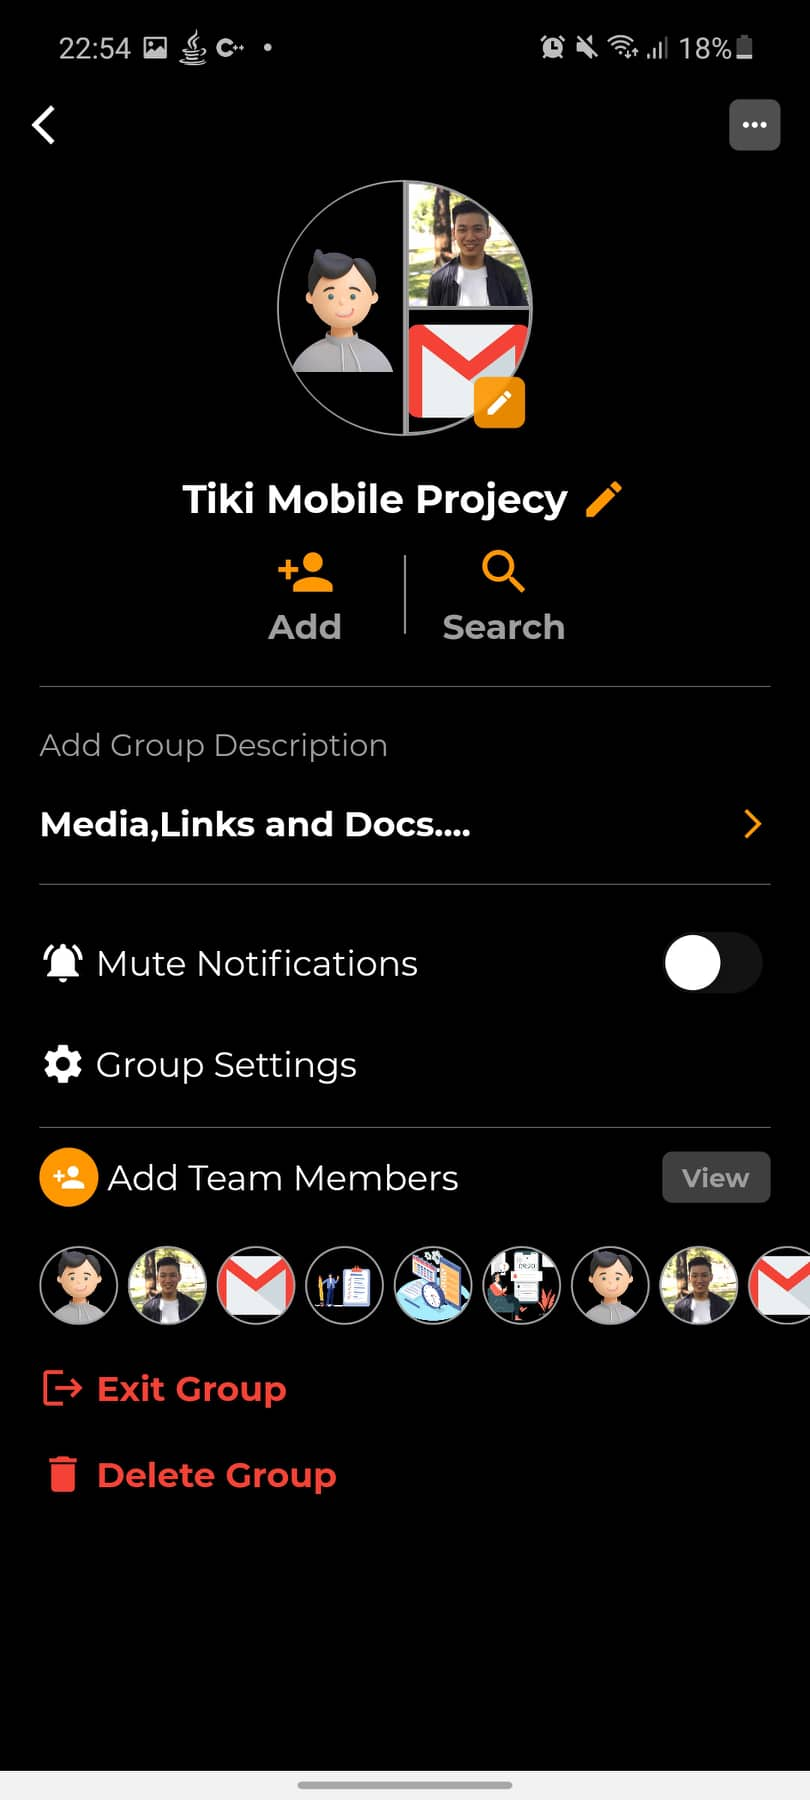 22:54 C++ 18%
Tiki Mobile Projecy
Add Search
Add Group Description
Media,Links and Docs....
Mute Notifications
Group Settings
Add Team Members View
Exit Group
Delete Group